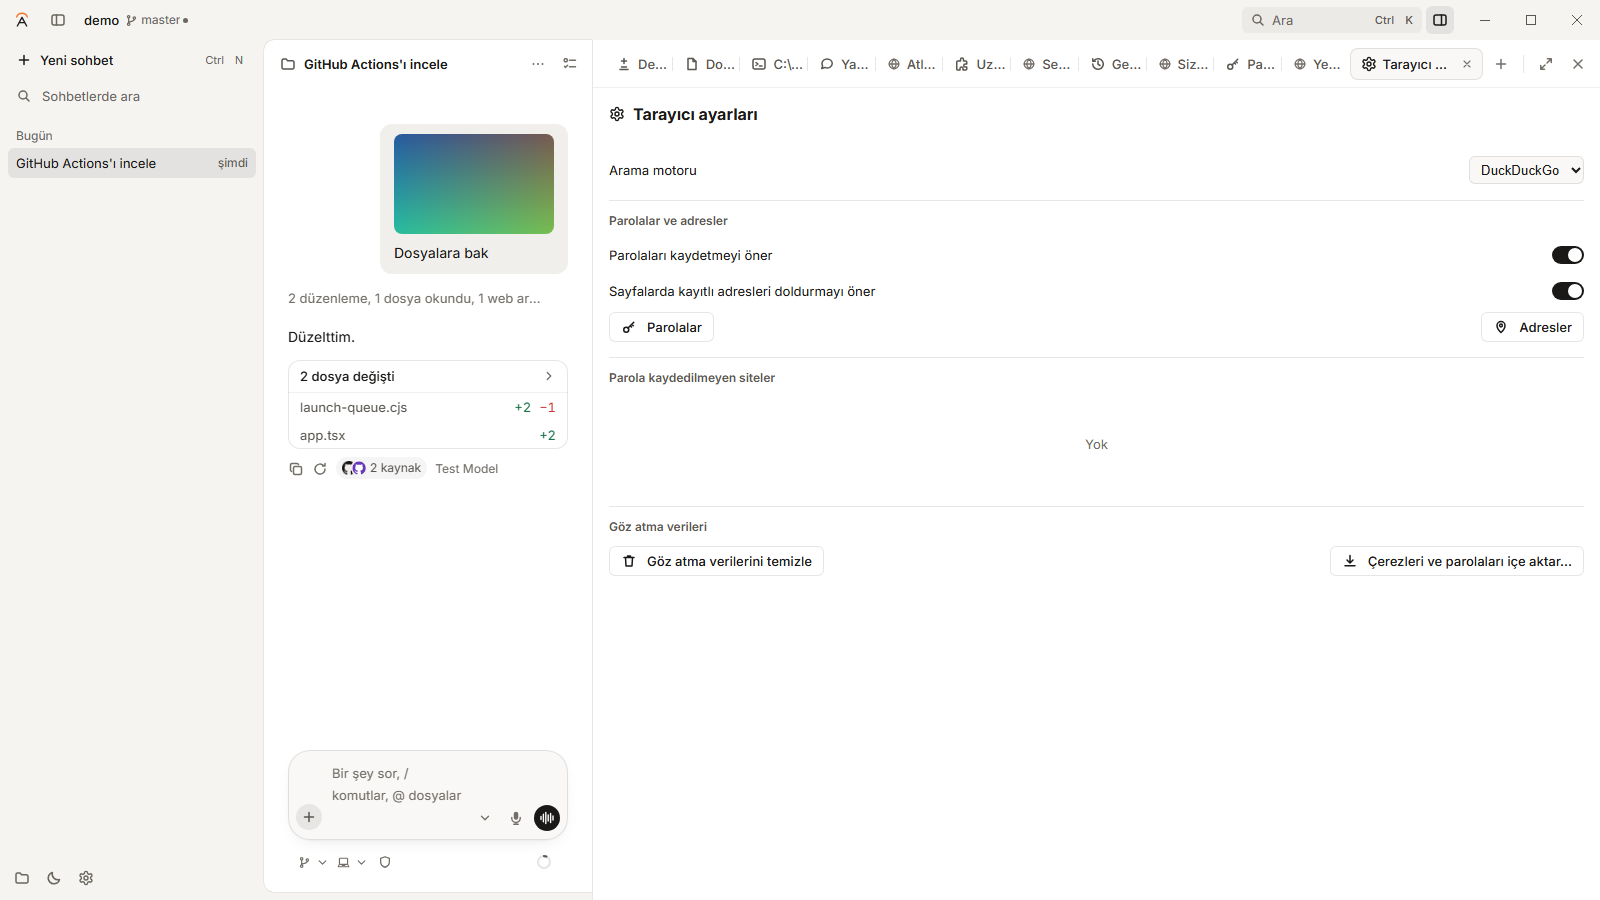 demo master
Ara Ctrl K
Yeni sohbet Ctrl N
Sohbetlerde ara
Bugün
GitHub Actions'ı incele şimdi
GitHub Actions'ı incele
Dosyalara bak
2 düzenleme, 1 dosya okundu, 1 web ar...
Düzelttim.
2 dosya değişti
launch-queue.cjs +2 −1
app.tsx +2
2 kaynak Test Model
Bir şey sor, /
komutlar, @ dosyalar
De... Do... C:\... Ya... Atl... Uz... Se... Ge... Siz... Pa... Ye... Tarayıcı ...
Tarayıcı ayarları
Arama motoru DuckDuckGo
Parolalar ve adresler
Parolaları kaydetmeyi öner
Sayfalarda kayıtlı adresleri doldurmayı öner
Parolalar Adresler
Parola kaydedilmeyen siteler
Yok
Göz atma verileri
Göz atma verilerini temizle Çerezleri ve parolaları içe aktar...